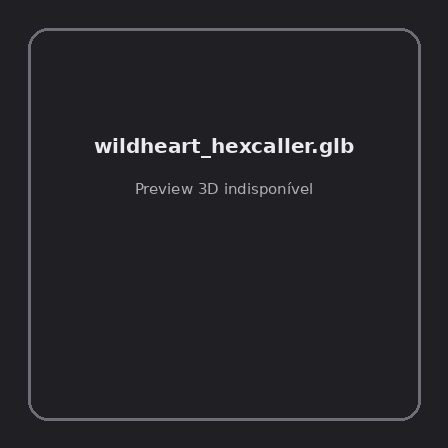 wildheart_hexcaller.glb
Preview 3D indisponível